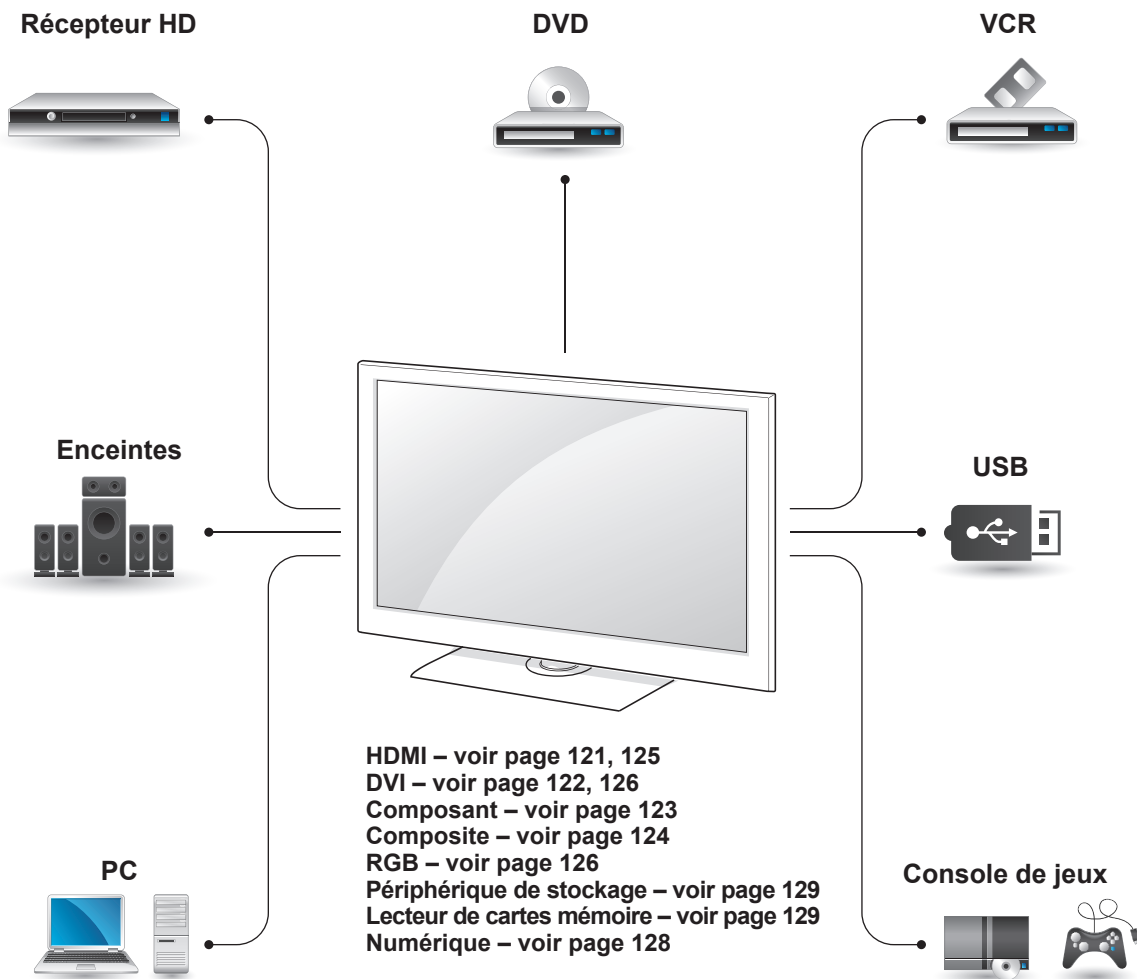 Récepteur HD
DVD
VCR
Enceintes
USB
HDMI – voir page 121, 125
DVI – voir page 122, 126
Composant – voir page 123
Composite – voir page 124
RGB – voir page 126
Périphérique de stockage – voir page 129
Lecteur de cartes mémoire – voir page 129
Numérique – voir page 128
PC
Console de jeux